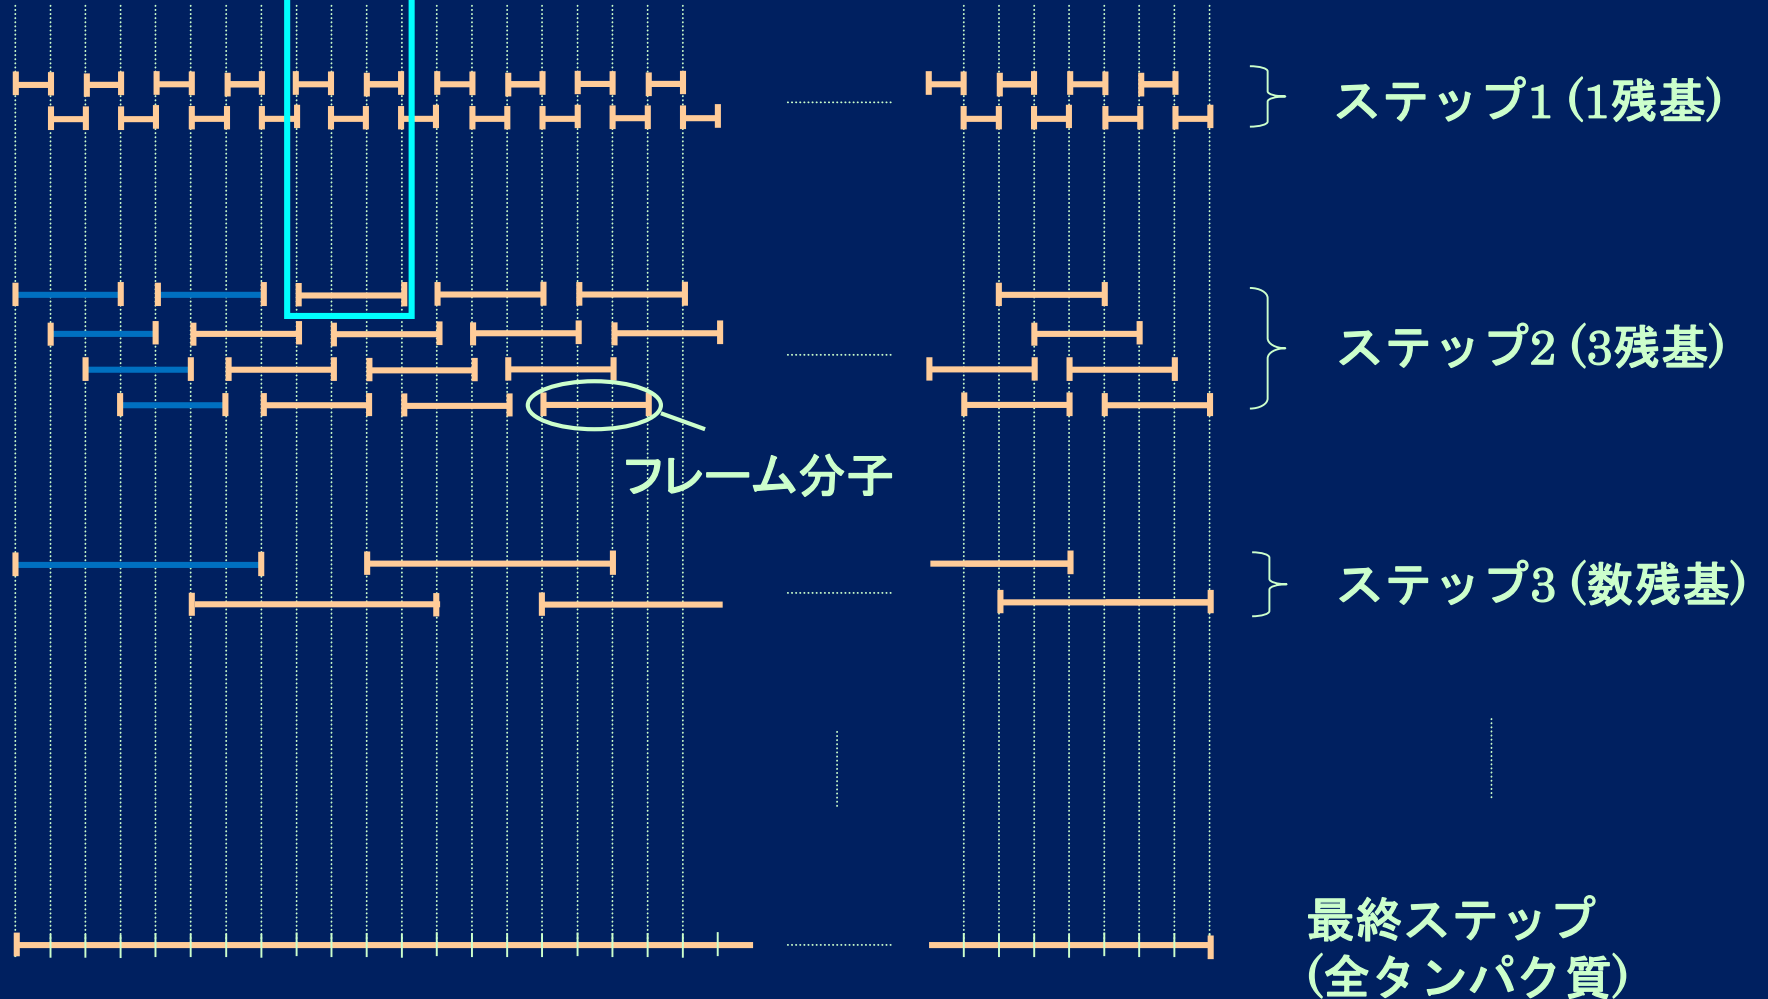 ステップ1 (1残基)
ステップ2 (3残基)
フレーム分子
ステップ3 (数残基)
最終ステップ
(全タンパク質)